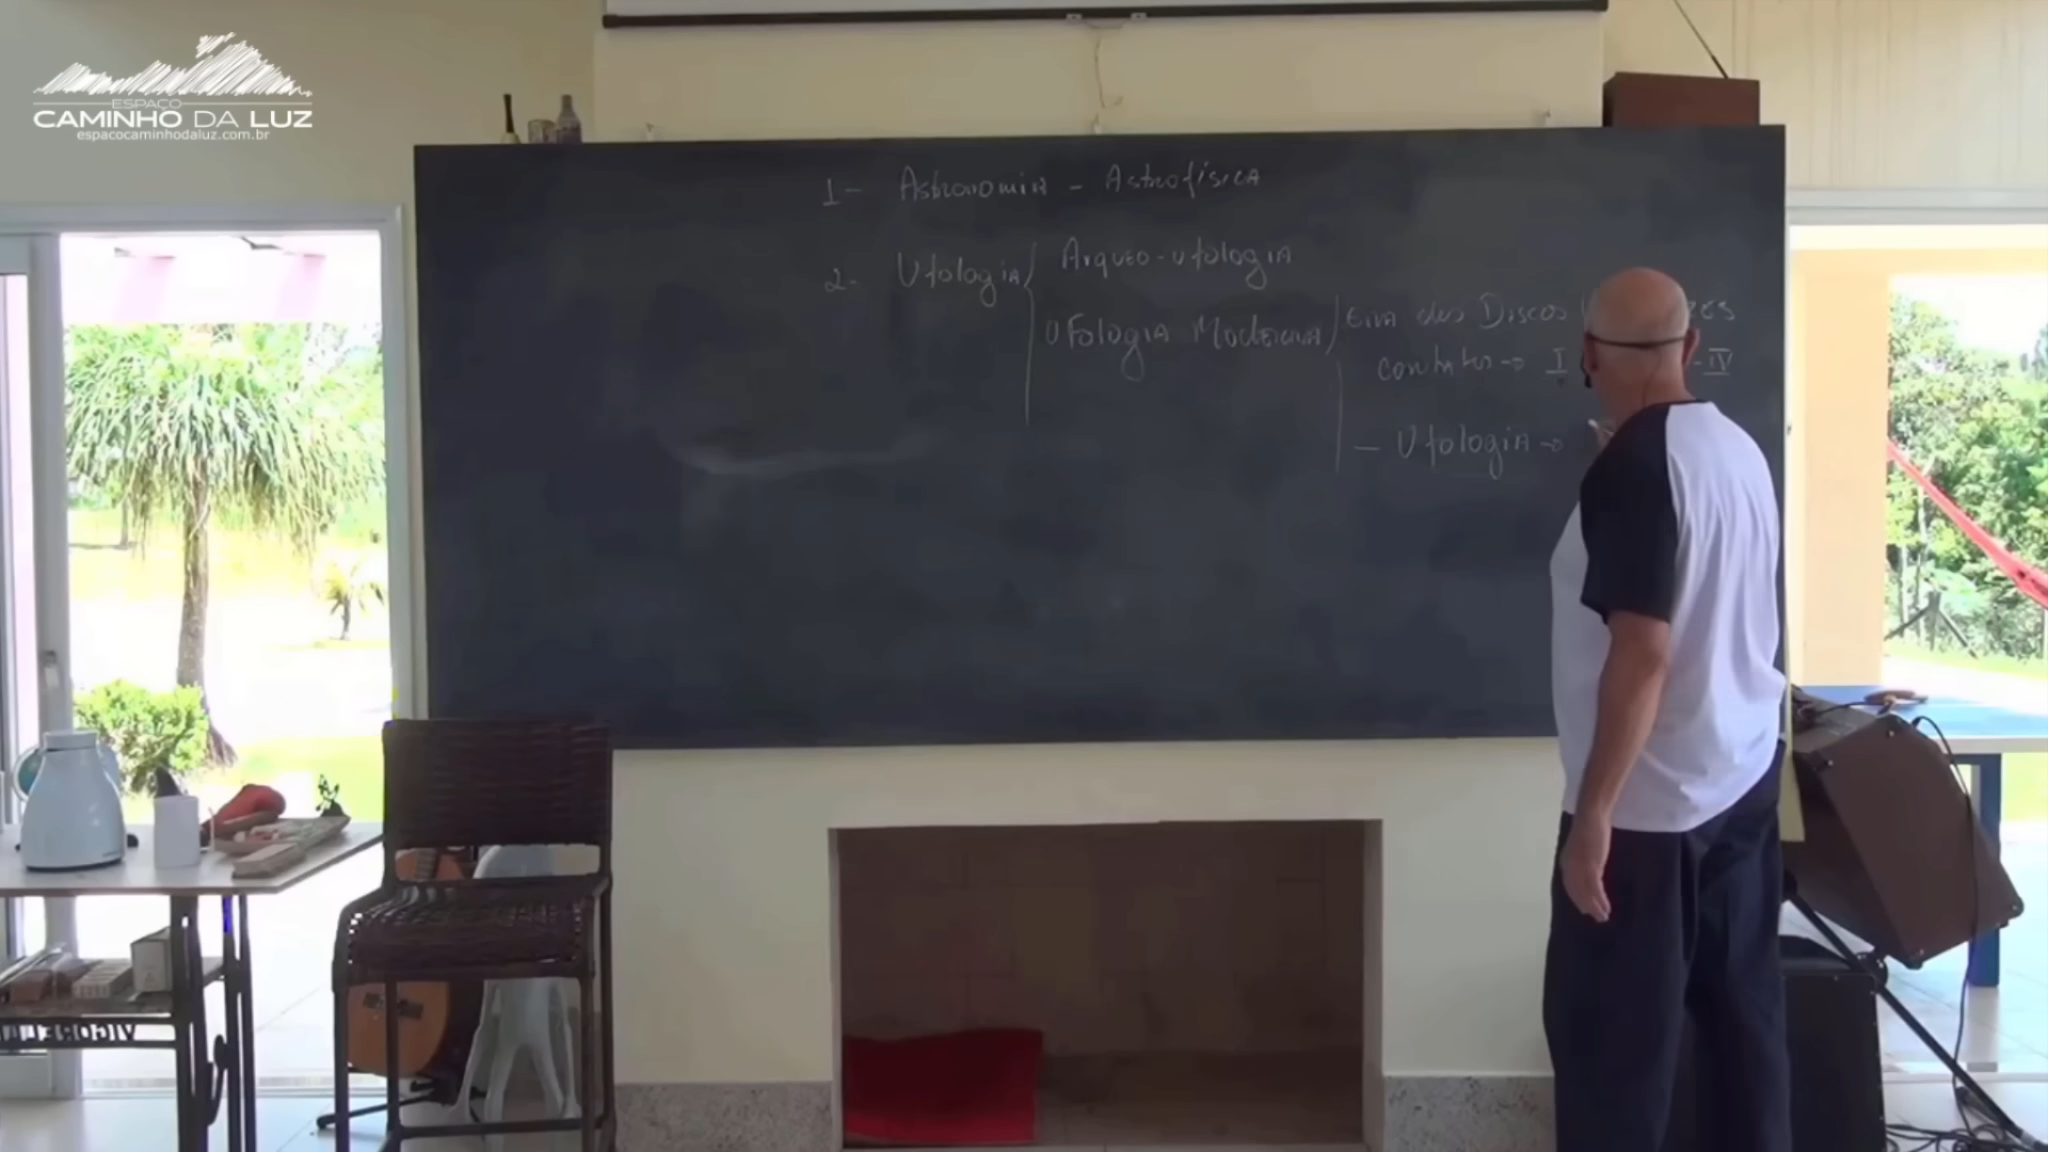 ESPAÇO
CAMINHO DA LUZ
espacocaminhodaluz.com.br
1- Astronomia - Astrofísica
2- Ufologia
Arqueo-ufologia
Ufologia Moderna
Era dos Discos
contatos → I - IV
- Ufologia →
VIGORELLI